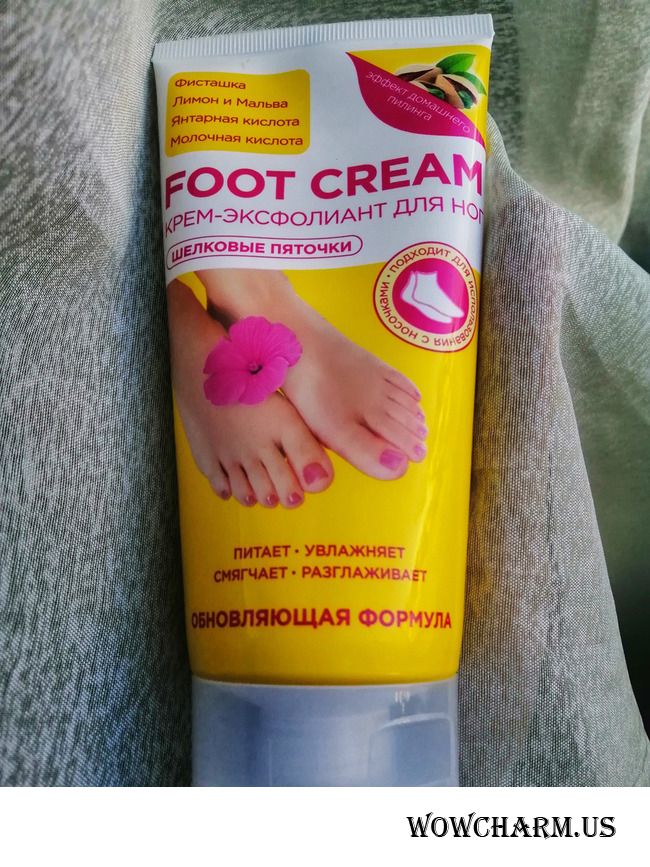 Фисташка
Лимон и Мальва
Янтарная кислота
Молочная кислота
эффект домашнего
пилинга
FOOT CREAM
КРЕМ-ЭКСФОЛИАНТ ДЛЯ НОГ
ШЕЛКОВЫЕ ПЯТОЧКИ
• ПОДХОДИТ ДЛЯ ИСПОЛЬЗОВАНИЯ С НОСОЧКАМИ
ПИТАЕТ • УВЛАЖНЯЕТ
СМЯГЧАЕТ • РАЗГЛАЖИВАЕТ
ОБНОВЛЯЮЩАЯ ФОРМУЛА
WOWCHARM.US